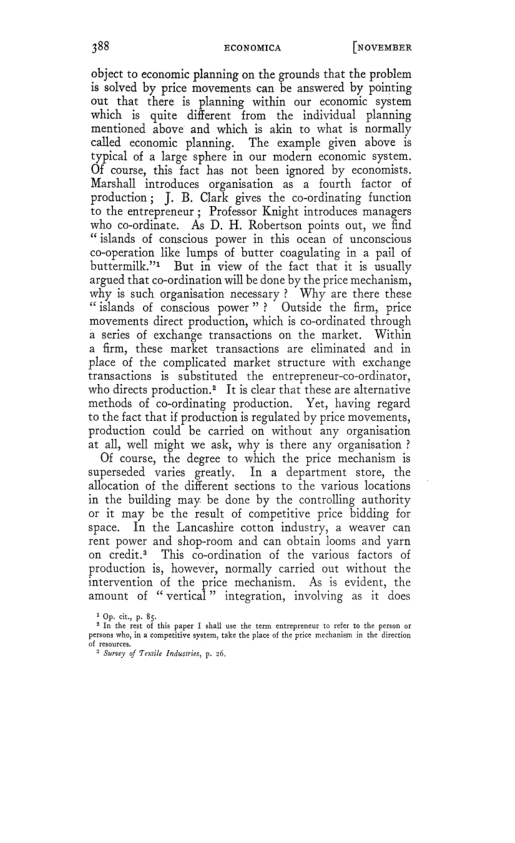 388 ECONOMICA [NOVEMBER
object to economic planning on the grounds that the problem
is solved by price movements can be answered by pointing
out that there is planning within our economic system
which is quite different from the individual planning
mentioned above and which is akin to what is normally
called economic planning. The example given above is
typical of a large sphere in our modern economic system.
Of course, this fact has not been ignored by economists.
Marshall introduces organisation as a fourth factor of
production ; J. B. Clark gives the co-ordinating function
to the entrepreneur ; Professor Knight introduces managers
who co-ordinate. As D. H. Robertson points out, we find
“ islands of conscious power in this ocean of unconscious
co-operation like lumps of butter coagulating in a pail of
buttermilk.”¹ But in view of the fact that it is usually
argued that co-ordination will be done by the price mechanism,
why is such organisation necessary ? Why are there these
“ islands of conscious power ” ? Outside the firm, price
movements direct production, which is co-ordinated through
a series of exchange transactions on the market. Within
a firm, these market transactions are eliminated and in
place of the complicated market structure with exchange
transactions is substituted the entrepreneur-co-ordinator,
who directs production.² It is clear that these are alternative
methods of co-ordinating production. Yet, having regard
to the fact that if production is regulated by price movements,
production could be carried on without any organisation
at all, well might we ask, why is there any organisation ?
Of course, the degree to which the price mechanism is
superseded varies greatly. In a department store, the
allocation of the different sections to the various locations
in the building may be done by the controlling authority
or it may be the result of competitive price bidding for
space. In the Lancashire cotton industry, a weaver can
rent power and shop-room and can obtain looms and yarn
on credit.³ This co-ordination of the various factors of
production is, however, normally carried out without the
intervention of the price mechanism. As is evident, the
amount of “ vertical ” integration, involving as it does
¹ Op. cit., p. 85.
² In the rest of this paper I shall use the term entrepreneur to refer to the person or
persons who, in a competitive system, take the place of the price mechanism in the direction
of resources.
³ Survey of Textile Industries, p. 26.